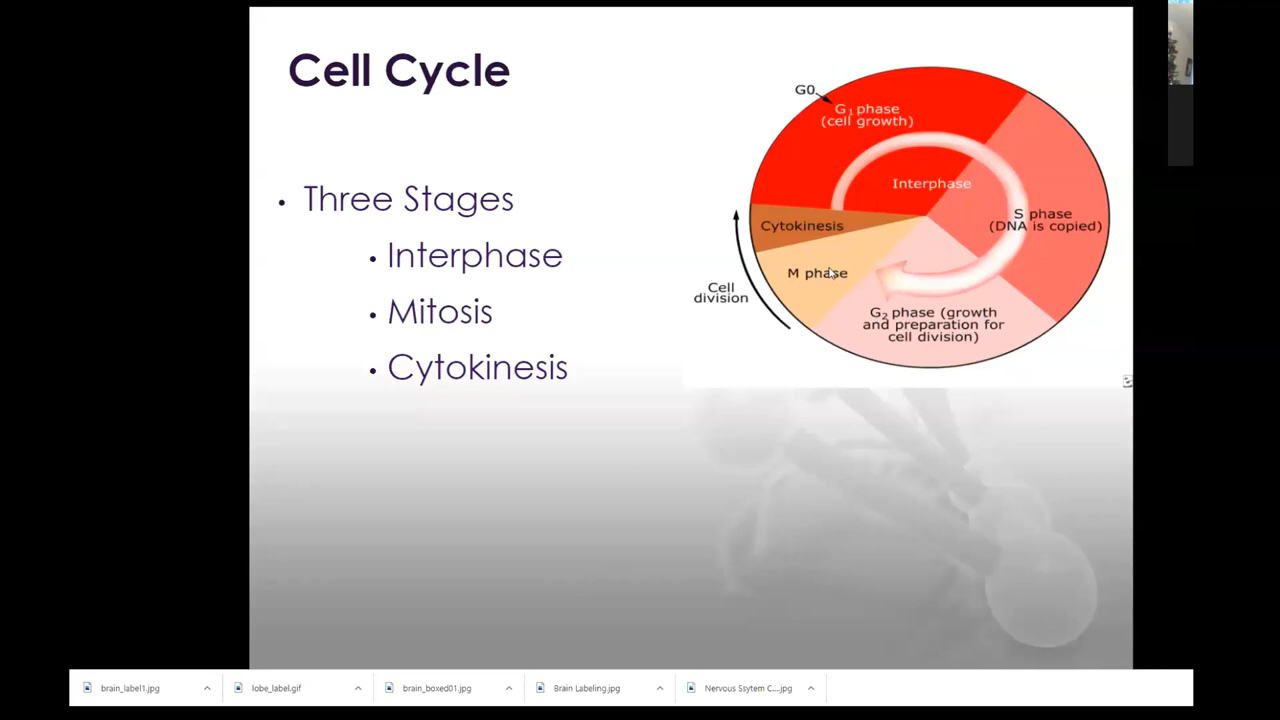 Cell Cycle
• Three Stages
• Interphase
• Mitosis
• Cytokinesis
G0
G1 phase
(cell growth)
Interphase
S phase
(DNA is copied)
Cytokinesis
M phase
Cell
division
G2 phase (growth
and preparation for
cell division)
brain_label1.jpg
lobe_label.gif
brain_boxed01.jpg
Brain Labeling.jpg
Nervous Ssytem C....jpg